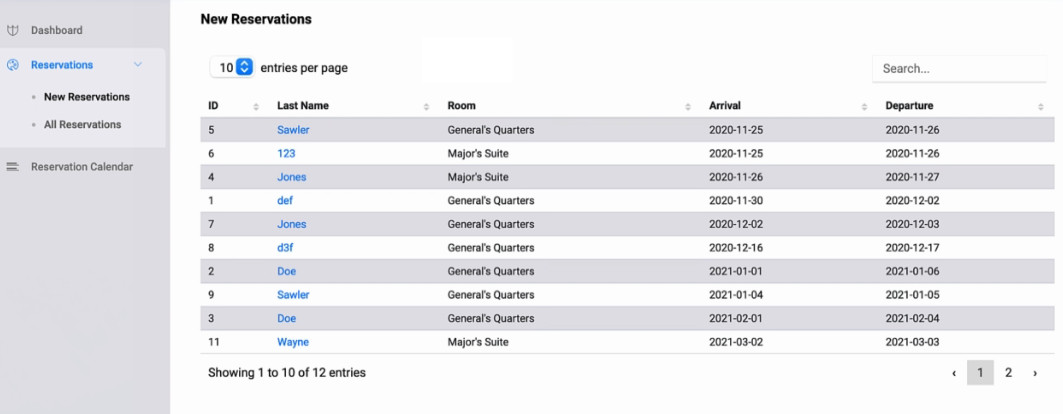 New Reservations
Dashboard
Reservations
New Reservations
All Reservations
Reservation Calendar
10 entries per page
Search...
ID Last Name Room Arrival Departure
5 Sawler General's Quarters 2020-11-25 2020-11-26
6 123 Major's Suite 2020-11-25 2020-11-26
4 Jones Major's Suite 2020-11-26 2020-11-27
1 def General's Quarters 2020-11-30 2020-12-02
7 Jones General's Quarters 2020-12-02 2020-12-03
8 d3f General's Quarters 2020-12-16 2020-12-17
2 Doe General's Quarters 2021-01-01 2021-01-06
9 Sawler General's Quarters 2021-01-04 2021-01-05
3 Doe General's Quarters 2021-02-01 2021-02-04
11 Wayne Major's Suite 2021-03-02 2021-03-03
Showing 1 to 10 of 12 entries
‹ 1 2 ›